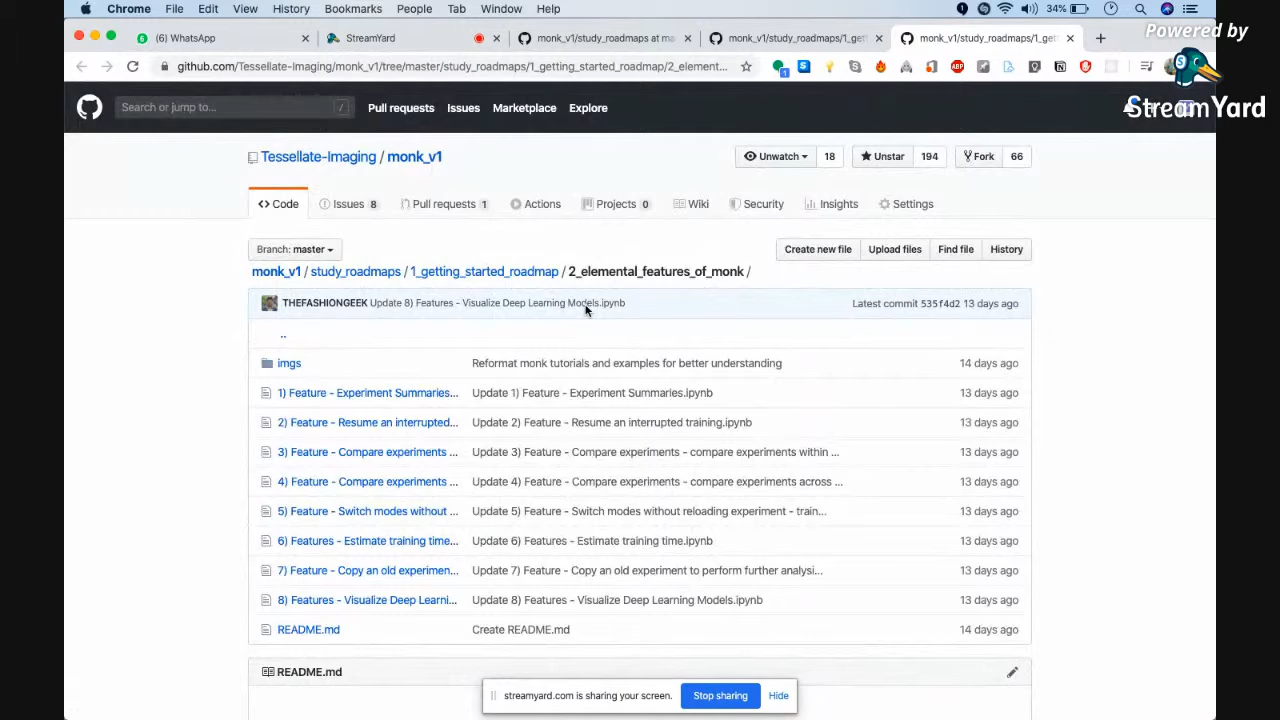 Chrome File Edit View History Bookmarks People Tab Window Help 34%
Powered by
(6) WhatsApp StreamYard monk_v1/study_roadmaps at ma monk_v1/study_roadmaps/1_get monk_v1/study_roadmaps/1_get
github.com/Tessellate-Imaging/monk_v1/tree/master/study_roadmaps/1_getting_started_roadmap/2_element... ABP
StreamYard
Search or jump to... / Pull requests Issues Marketplace Explore
Tessellate-Imaging / monk_v1 Unwatch 18 Unstar 194 Fork 66
Code Issues 8 Pull requests 1 Actions Projects 0 Wiki Security Insights Settings
Branch: master Create new file Upload files Find file History
monk_v1 / study_roadmaps / 1_getting_started_roadmap / 2_elemental_features_of_monk /
THEFASHIONGEEK Update 8) Features - Visualize Deep Learning Models.ipynb Latest commit 535f4d2 13 days ago
..
imgs Reformat monk tutorials and examples for better understanding 14 days ago
1) Feature - Experiment Summaries... Update 1) Feature - Experiment Summaries.ipynb 13 days ago
2) Feature - Resume an interrupted... Update 2) Feature - Resume an interrupted training.ipynb 13 days ago
3) Feature - Compare experiments ... Update 3) Feature - Compare experiments - compare experiments within ... 13 days ago
4) Feature - Compare experiments ... Update 4) Feature - Compare experiments - compare experiments across ... 13 days ago
5) Feature - Switch modes without ... Update 5) Feature - Switch modes without reloading experiment - train... 13 days ago
6) Features - Estimate training time... Update 6) Features - Estimate training time.ipynb 13 days ago
7) Feature - Copy an old experimen... Update 7) Feature - Copy an old experiment to perform further analysi... 13 days ago
8) Features - Visualize Deep Learni... Update 8) Features - Visualize Deep Learning Models.ipynb 13 days ago
README.md Create README.md 14 days ago
README.md
streamyard.com is sharing your screen. Stop sharing Hide